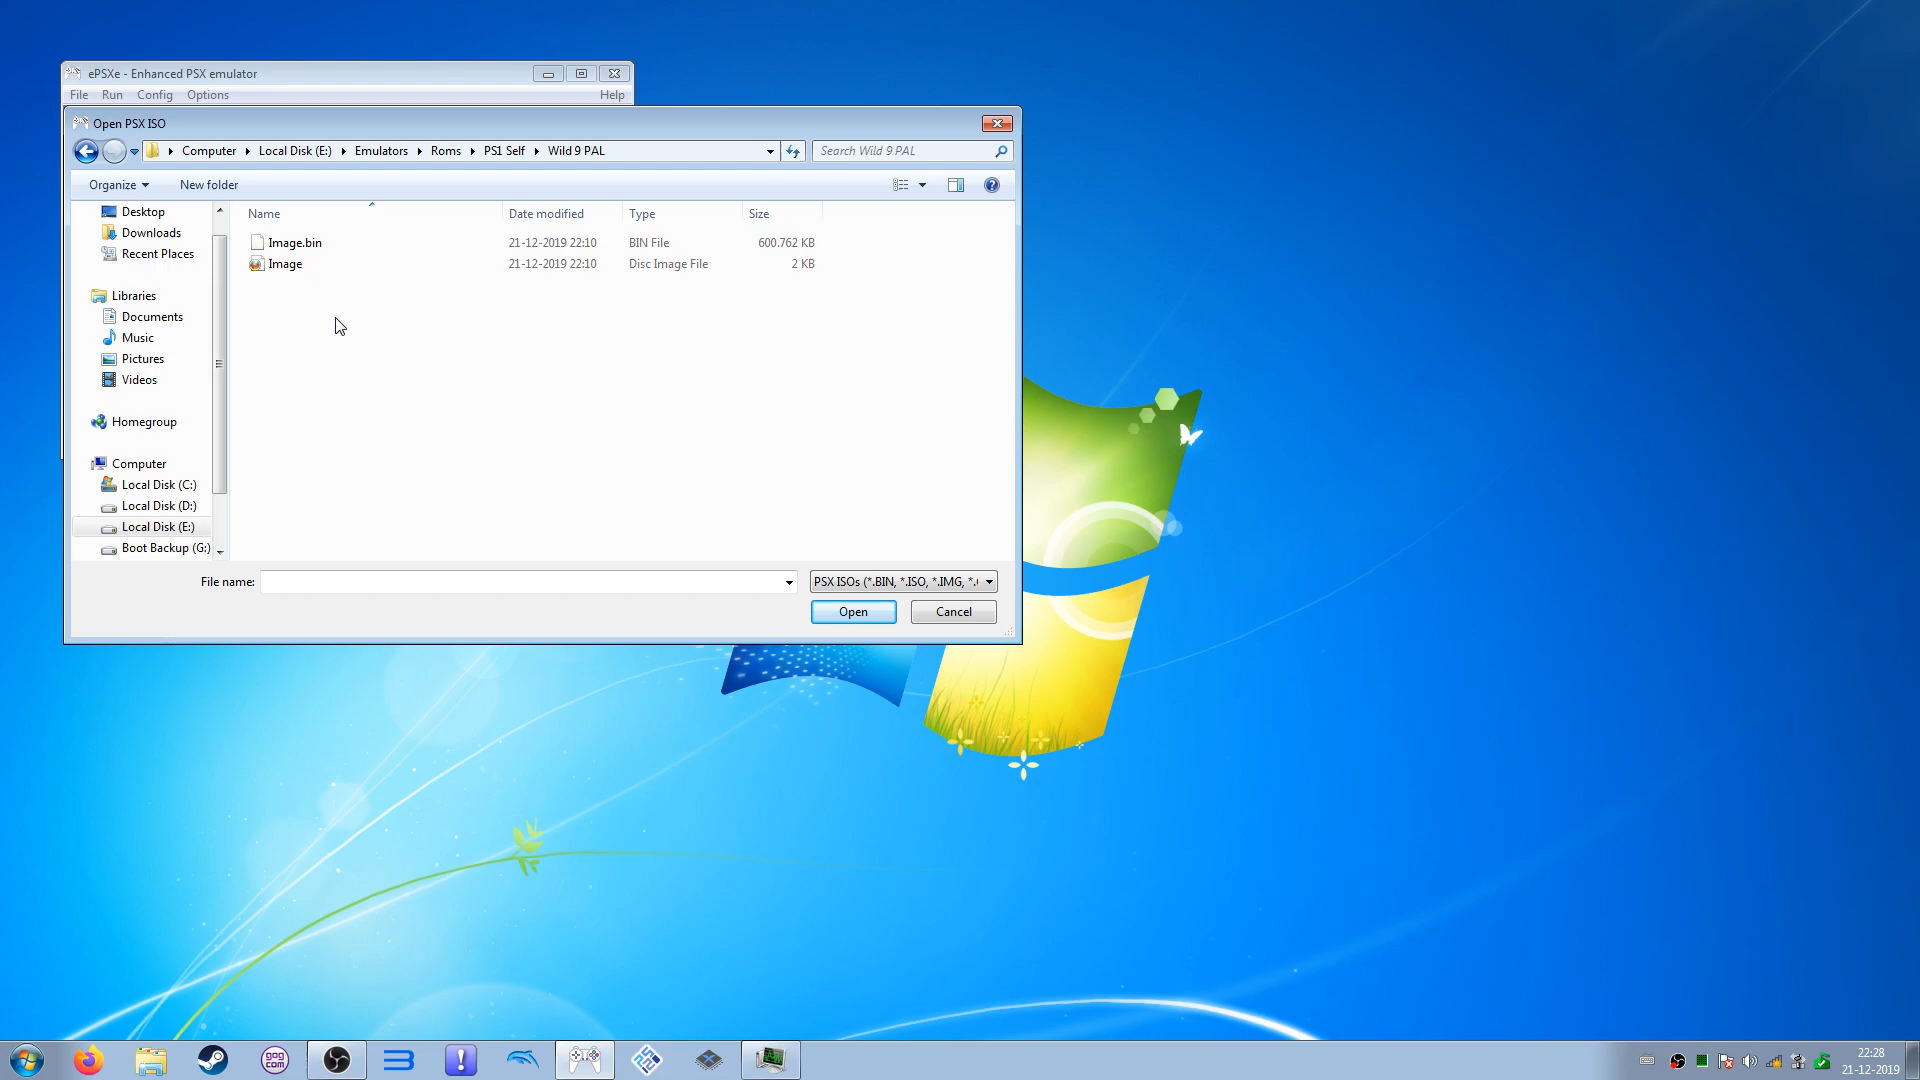 ePSXe - Enhanced PSX emulator
File Run Config Options Help
Open PSX ISO
Computer Local Disk (E:) Emulators Roms PS1 Self Wild 9 PAL
Search Wild 9 PAL
Organize New folder
Name Date modified Type Size
Image.bin 21-12-2019 22:10 BIN File 600.762 KB
Image 21-12-2019 22:10 Disc Image File 2 KB
Desktop
Downloads
Recent Places
Libraries
Documents
Music
Pictures
Videos
Homegroup
Computer
Local Disk (C:)
Local Disk (D:)
Local Disk (E:)
Boot Backup (G:)
File name:
PSX ISOs (*.BIN, *.ISO, *.IMG, *.
Open Cancel
gog
com
22:28
21-12-2019